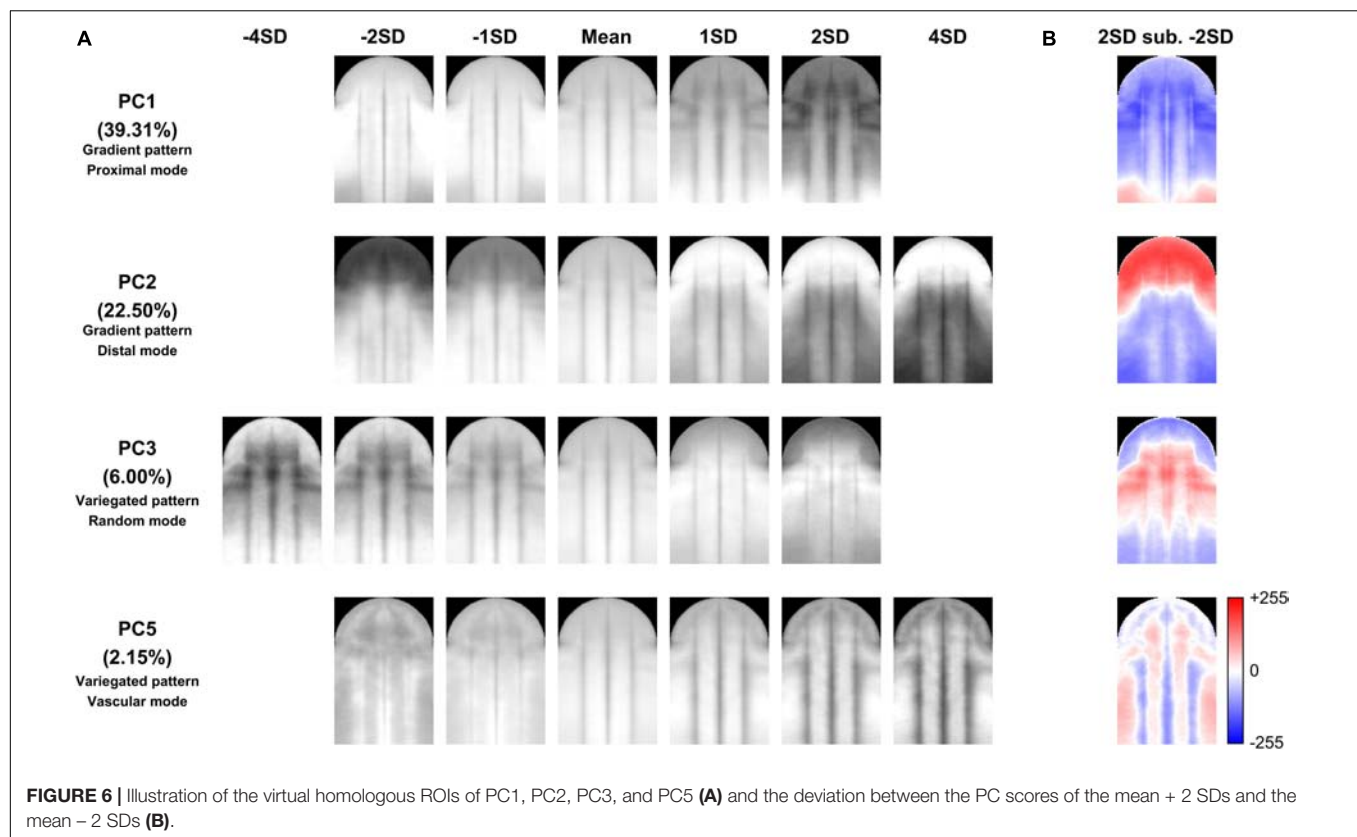 A
-4SD -2SD -1SD Mean 1SD 2SD 4SD
B
2SD sub. -2SD
PC1
(39.31%)
Gradient pattern
Proximal mode
PC2
(22.50%)
Gradient pattern
Distal mode
PC3
(6.00%)
Variegated pattern
Random mode
PC5
(2.15%)
Variegated pattern
Vascular mode
+255
0
-255
FIGURE 6 | Illustration of the virtual homologous ROIs of PC1, PC2, PC3, and PC5 (A) and the deviation between the PC scores of the mean + 2 SDs and the
mean – 2 SDs (B).